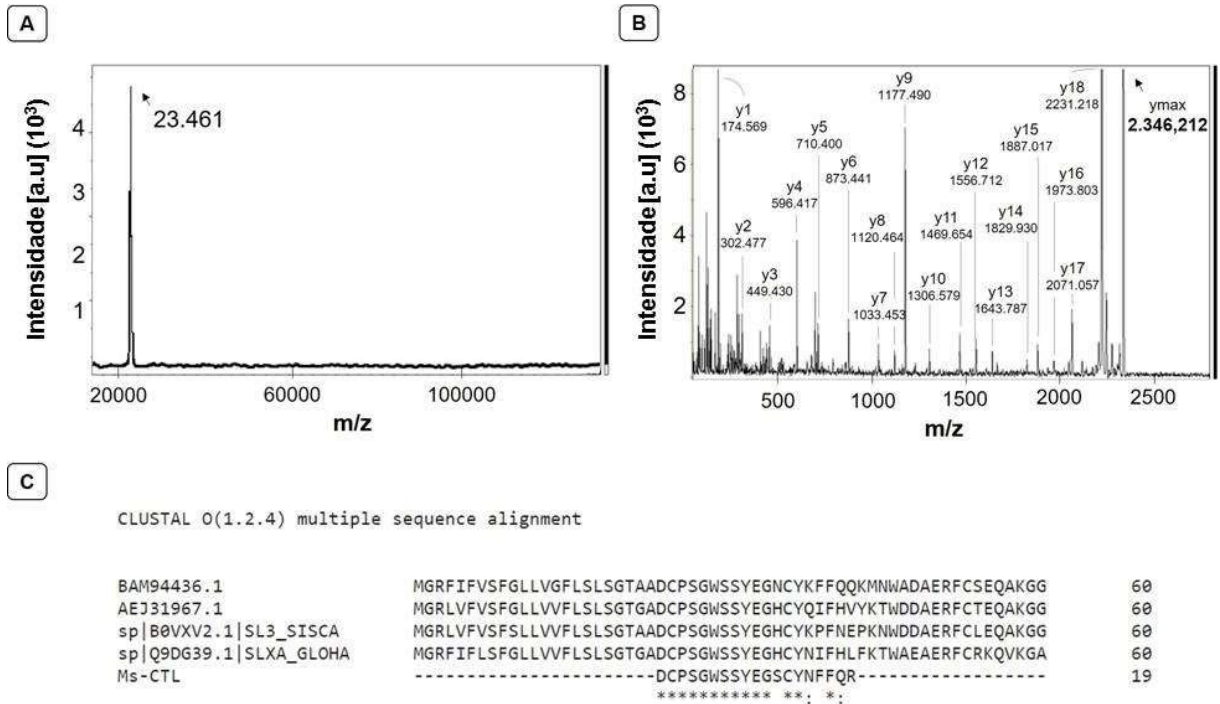 A
B
Intensidade [a.u] (10³)
4
3
2
1
23.461
20000
60000
100000
m/z
Intensidade [a.u] (10³)
8
6
4
2
y1
174.569
y2
302.477
y3
449.430
y4
596.417
y5
710.400
y6
873.441
y7
1033.453
y8
1120.464
y9
1177.490
y10
1306.579
y11
1469.654
y12
1556.712
y13
1643.787
y14
1829.930
y15
1887.017
y16
1973.803
y17
2071.057
y18
2231.218
ymax
2.346,212
500
1000
1500
2000
2500
m/z
C
CLUSTAL O(1.2.4) multiple sequence alignment
BAM94436.1 MGRFIFVSFGLLVGFLSLSGTAADCPSGWSSYEGNCYKFFQQKMNWADAERFCSEQAKGG 60
AEJ31967.1 MGRLVFVSFGLLVVFLSLSGTGADCPSGWSSYEGHCYQIFHVYKTWDDAERFCTEQAKGG 60
sp|B0VXV2.1|SL3_SISCA MGRLVFVSFSLLVVFLSLSGTAADCPSGWSSYEGHCYKPFNEPKNWDDAERFCLEQAKGG 60
sp|Q9DG39.1|SLXA_GLOHA MGRFIFLSFGLLVVFLSLSGTGADCPSGWSSYEGHCYNIFHLFKTWAEAERFCRKQVKGA 60
Ms-CTL -----------------------DCPSGWSSYEGSCYNFFQR------------------ 19
*********** **: *: